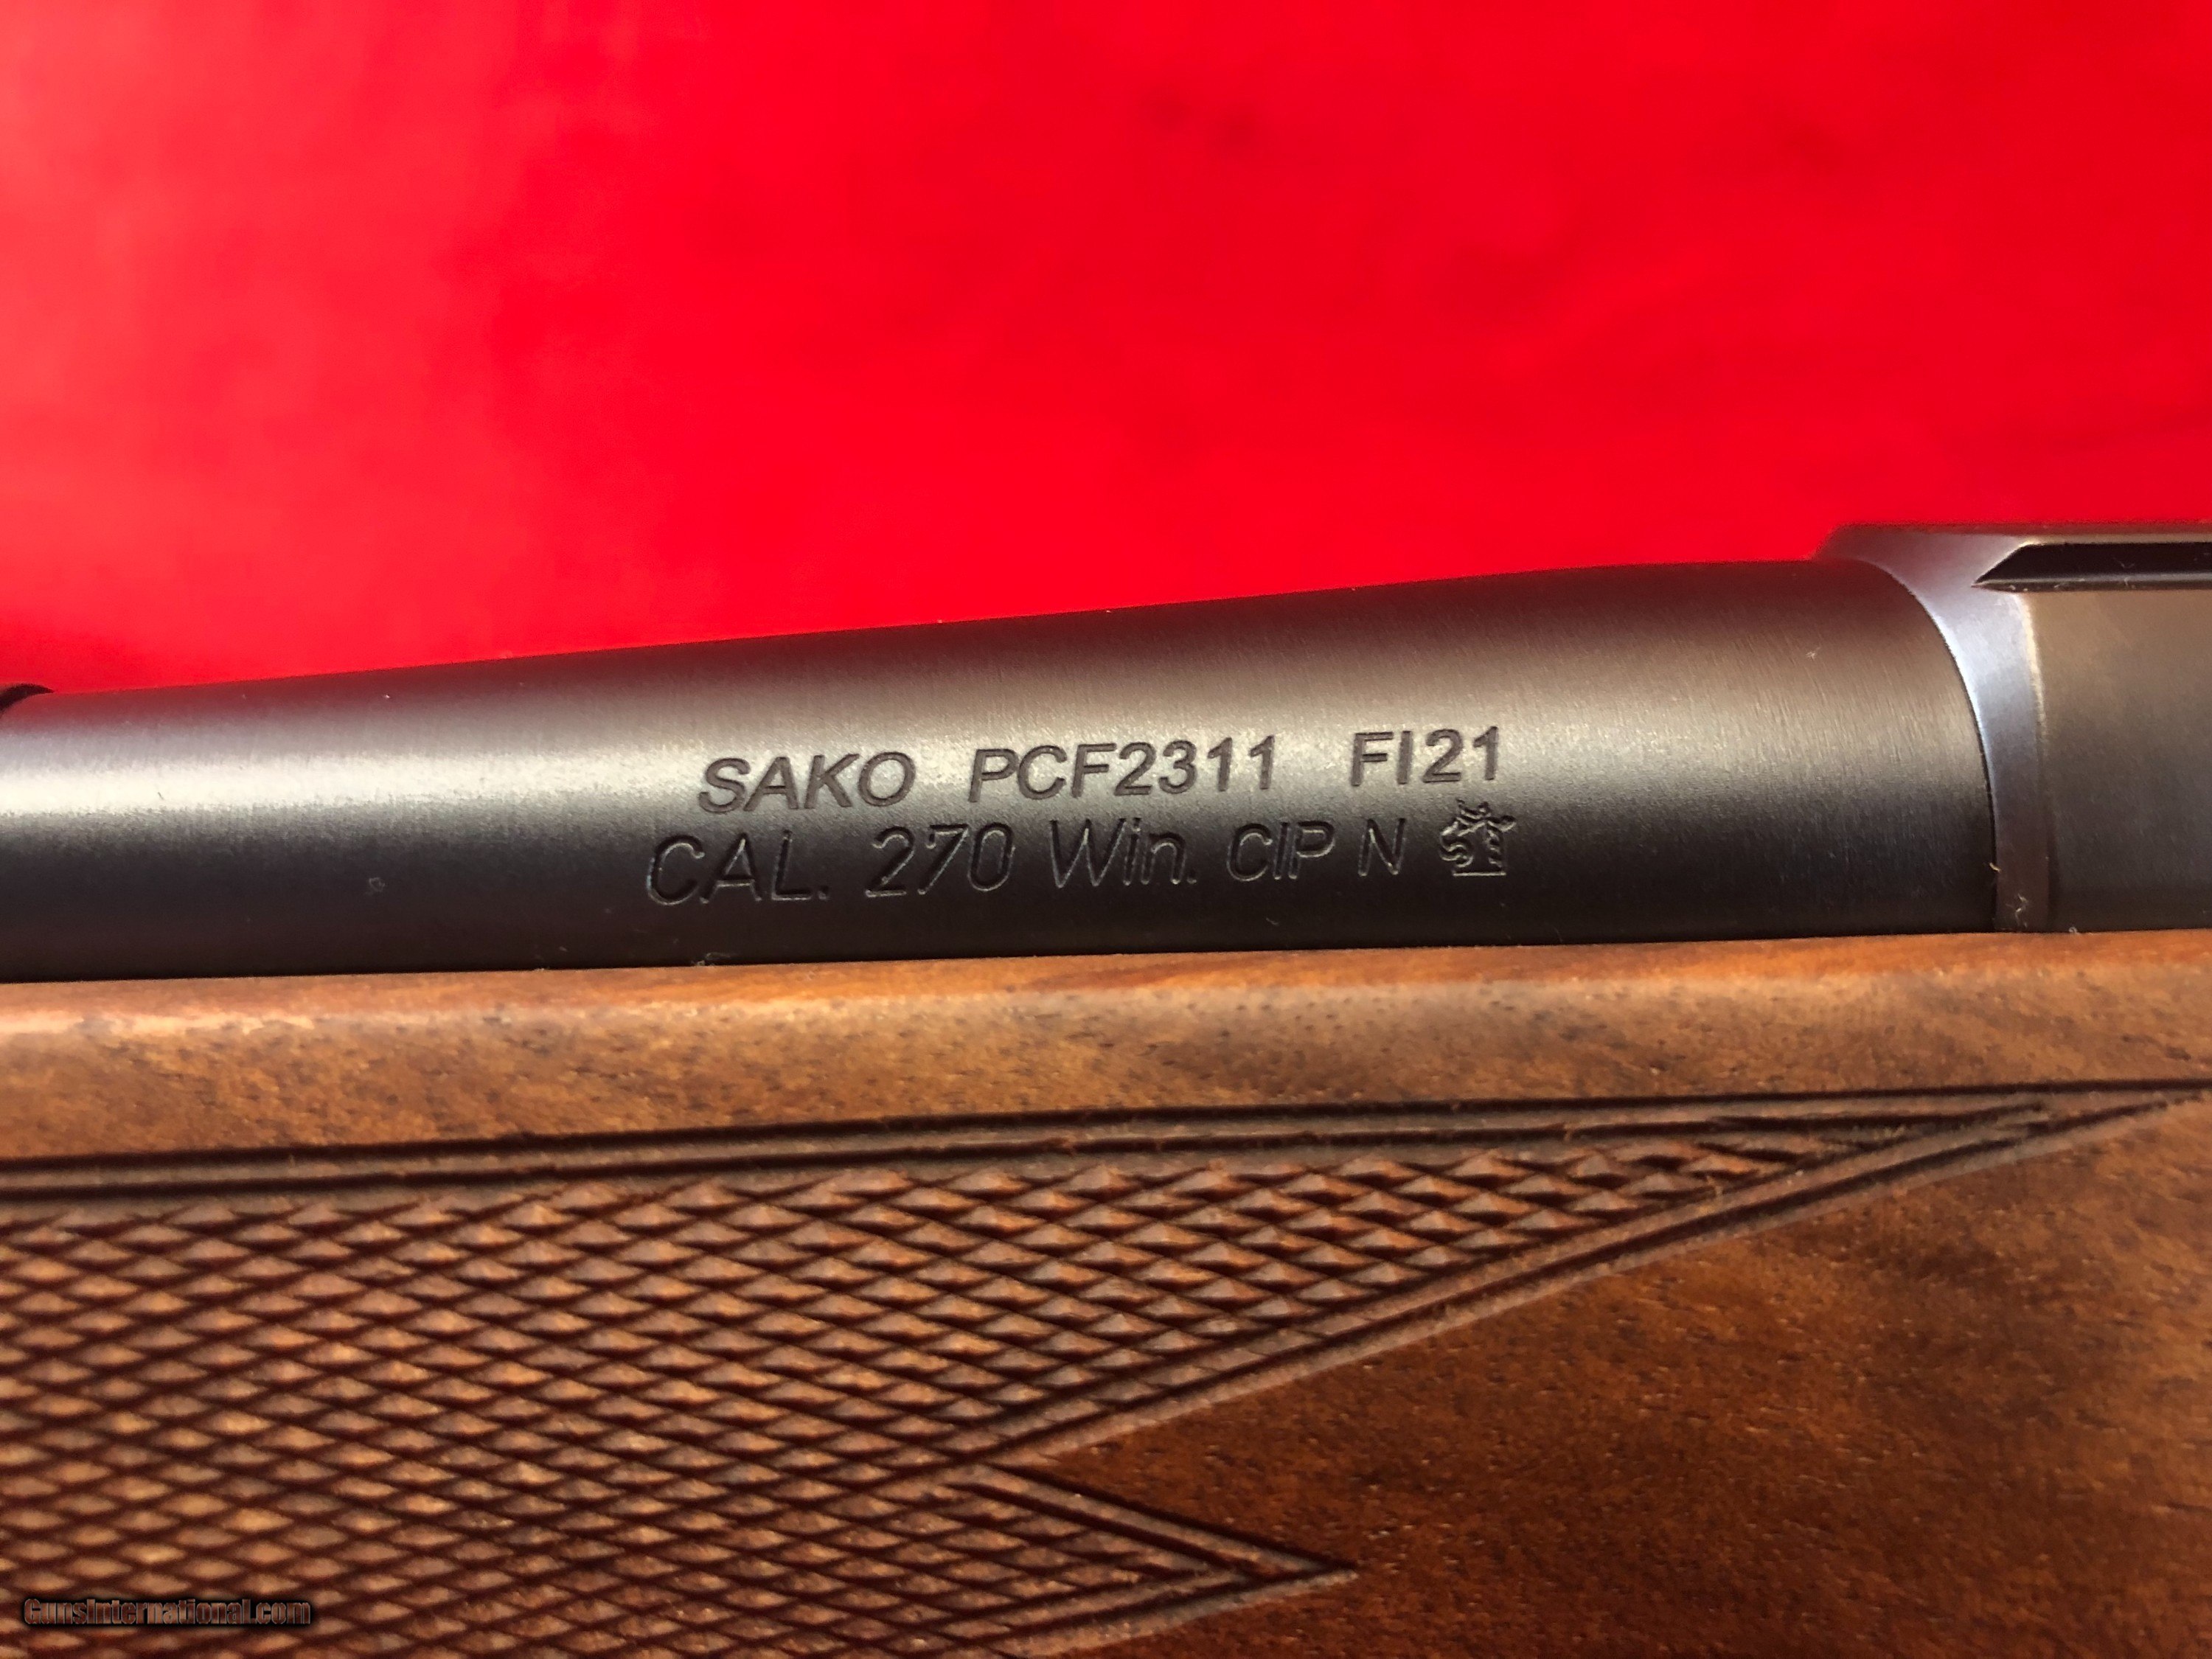 SAKO PCF2311 FI21
CAL. 270 Win. CIP N
GunsInternational.com